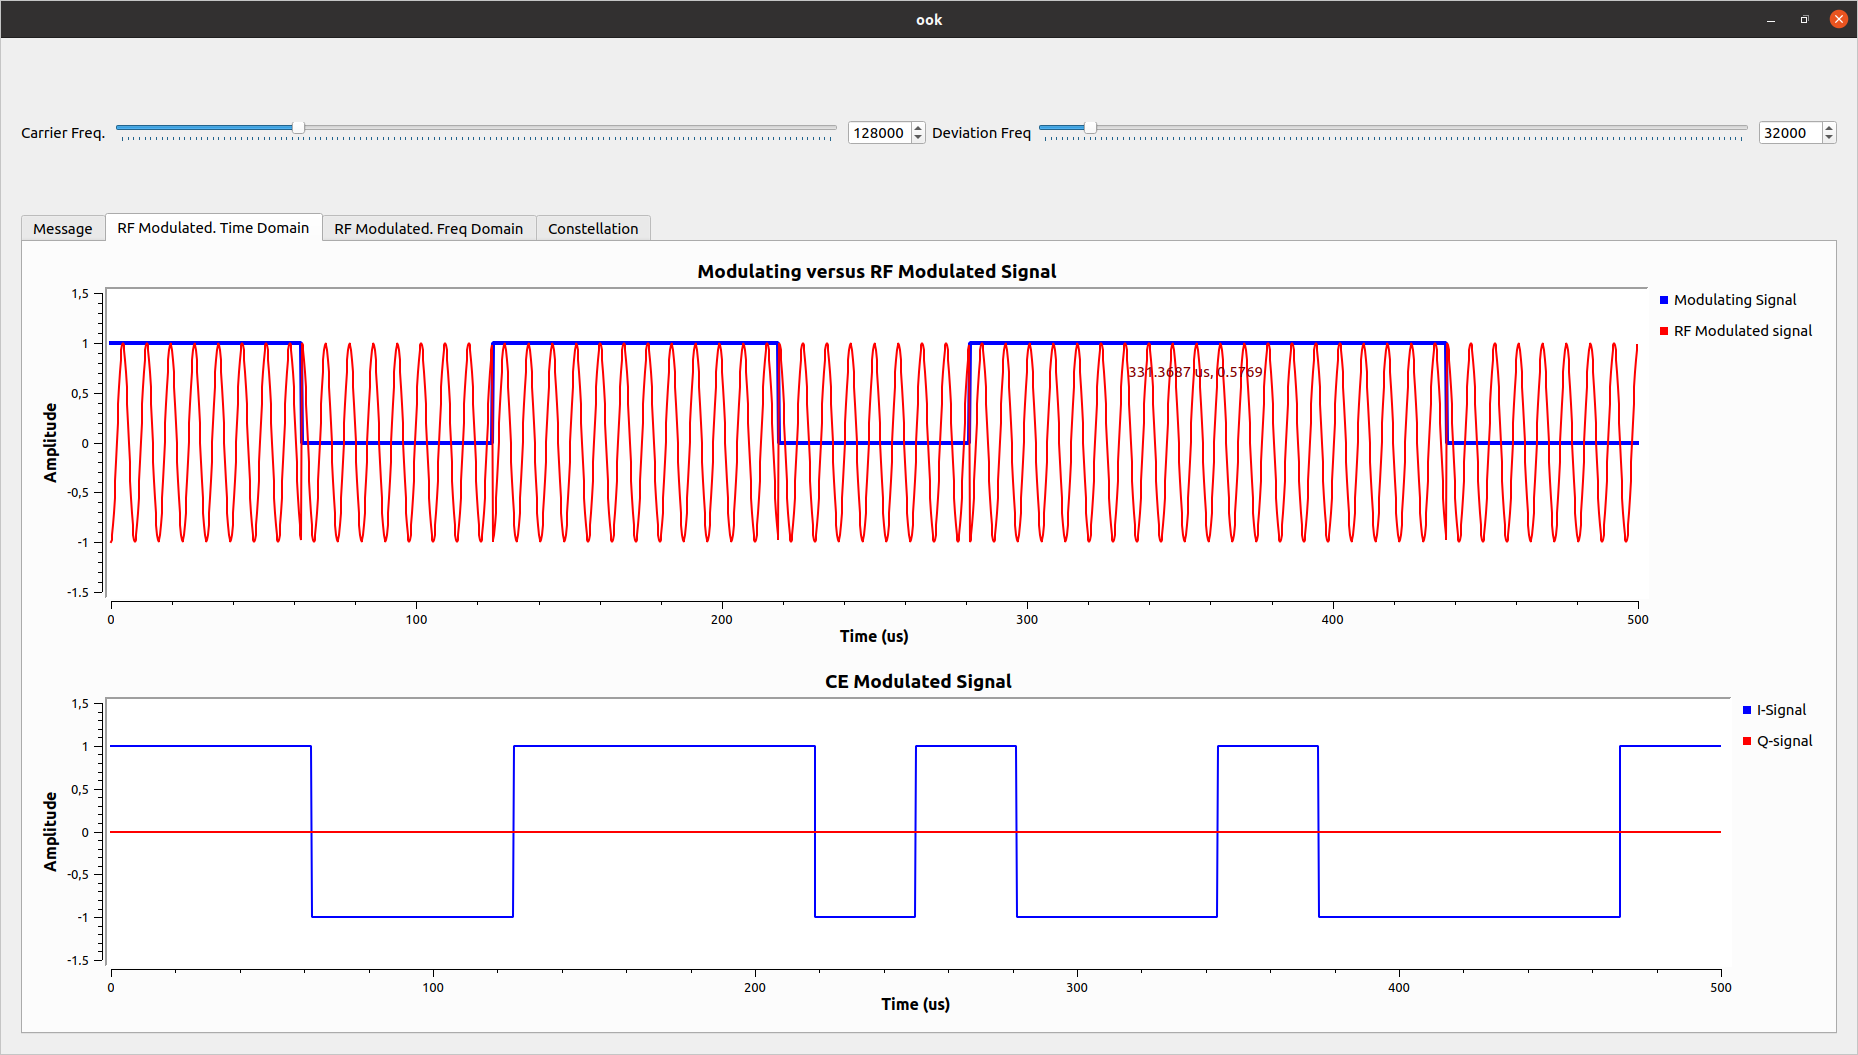 ook
Carrier Freq. 128000 Deviation Freq 32000
Message RF Modulated. Time Domain RF Modulated. Freq Domain Constellation
Modulating versus RF Modulated Signal
1,5
1
0,5
0
-0,5
-1
-1.5
Amplitude
331.3687 us, 0.5769
Modulating Signal
RF Modulated signal
0 100 200 300 400 500
Time (us)
CE Modulated Signal
1,5
1
0,5
0
-0,5
-1
-1.5
Amplitude
I-Signal
Q-signal
0 100 200 300 400 500
Time (us)